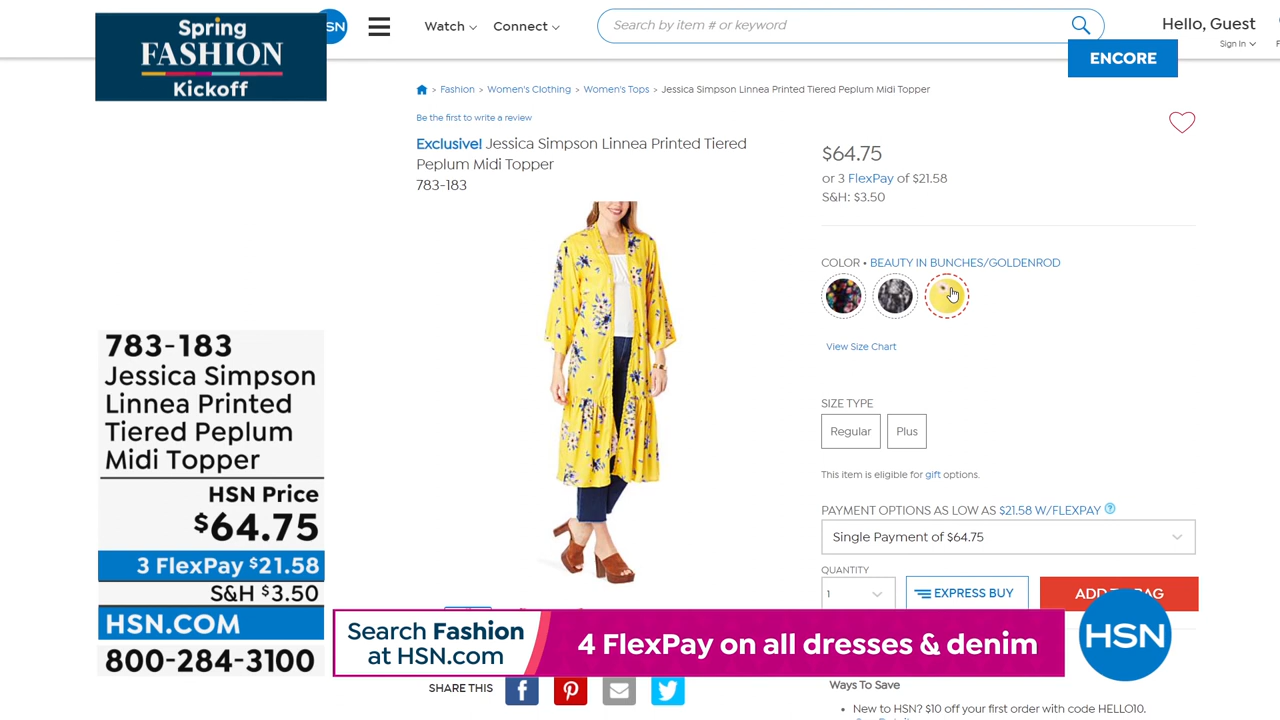 Spring
FASHION
Kickoff
SN
Watch
Connect
Search by item # or keyword
Hello, Guest
Sign In
ENCORE
> Fashion > Women's Clothing > Women's Tops > Jessica Simpson Linnea Printed Tiered Peplum Midi Topper
Be the first to write a review
Exclusive! Jessica Simpson Linnea Printed Tiered
Peplum Midi Topper
783-183
$64.75
or 3 FlexPay of $21.58
S&H: $3.50
COLOR • BEAUTY IN BUNCHES/GOLDENROD
View Size Chart
SIZE TYPE
Regular
Plus
This item is eligible for gift options.
PAYMENT OPTIONS AS LOW AS $21.58 W/FLEXPAY ?
Single Payment of $64.75
QUANTITY
1
EXPRESS BUY
ADD TO BAG
783-183
Jessica Simpson
Linnea Printed
Tiered Peplum
Midi Topper
HSN Price
$64.75
3 FlexPay $21.58
S&H $3.50
HSN.COM
800-284-3100
Search Fashion
at HSN.com
4 FlexPay on all dresses & denim
HSN
SHARE THIS
Ways To Save
• New to HSN? $10 off your first order with code HELLO10.